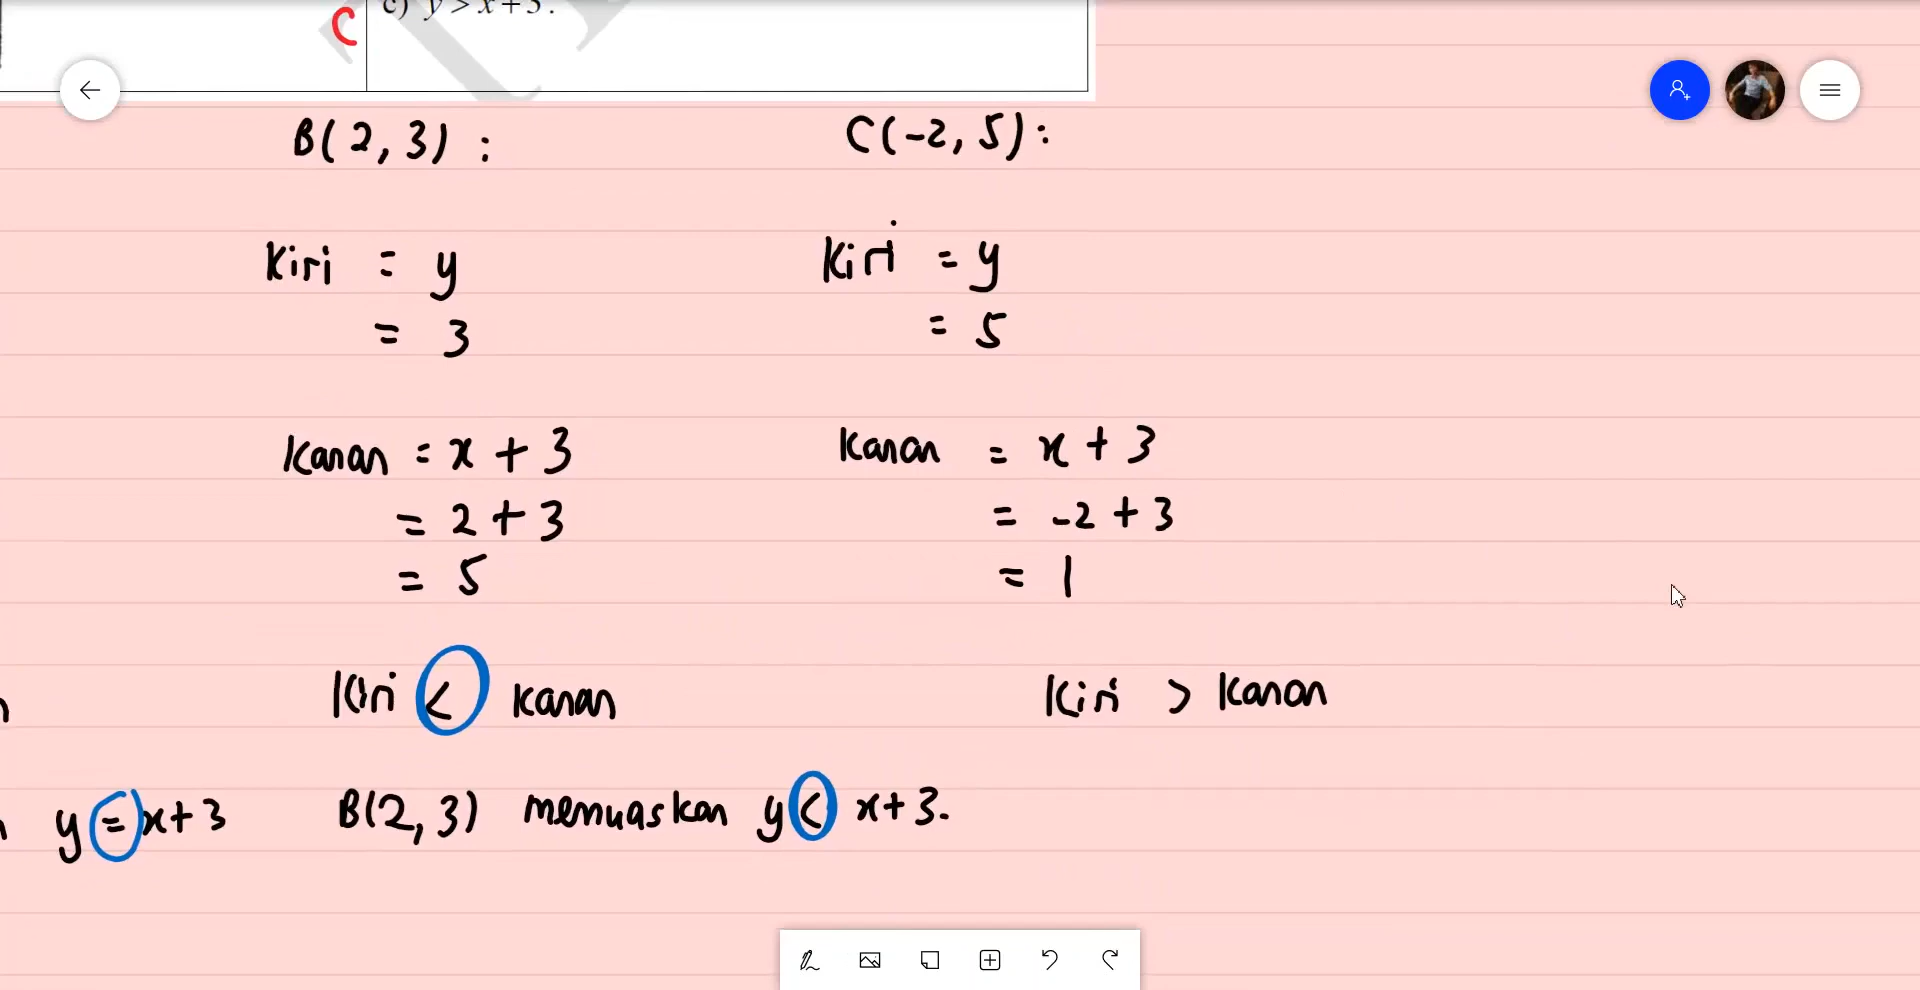 c) y > x + 3.
C
B(2, 3) :
Kiri = y
= 3
Kanan = x + 3
= 2 + 3
= 5
Kiri < Kanan
y = x + 3
B(2, 3) memuaskan y < x + 3.
C(-2, 5) :
Kiri = y
= 5
Kanan = x + 3
= -2 + 3
= 1
Kiri > Kanan